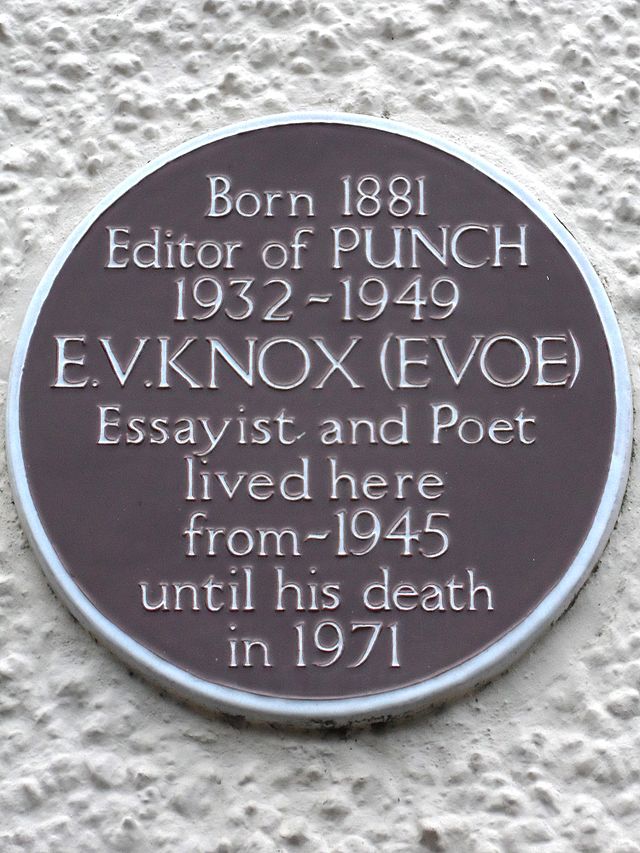 Born 1881
Editor of PUNCH
1932~1949
E.V.KNOX (EVOE)
Essayist and Poet
lived here
from~1945
until his death
in 1971